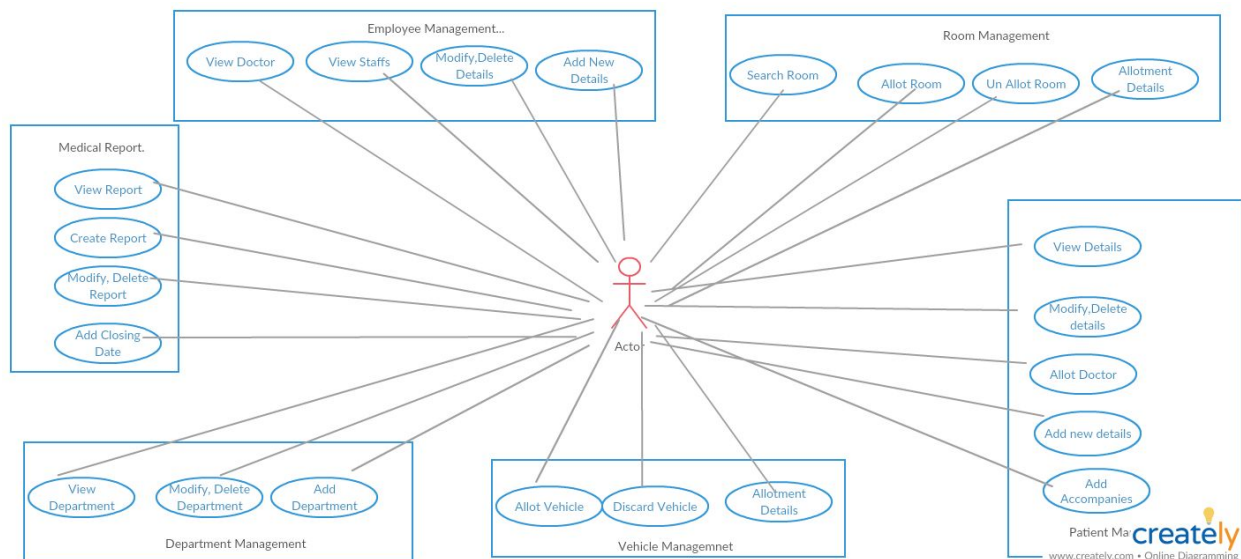 Employee Management...
View Doctor
View Staffs
Modify,Delete
Details
Add New
Details
Room Management
Search Room
Allot Room
Un Allot Room
Allotment
Details
Medical Report.
View Report
Create Report
Modify, Delete
Report
Add Closing
Date
Actor
View Details
Modify,Delete
details
Allot Doctor
Add new details
Add
Accompanies
Patient Ma
View
Department
Modify, Delete
Department
Add
Department
Department Management
Allot Vehicle
Discard Vehicle
Allotment
Details
Vehicle Managemnet
creately
www.creately.com • Online Diagramming